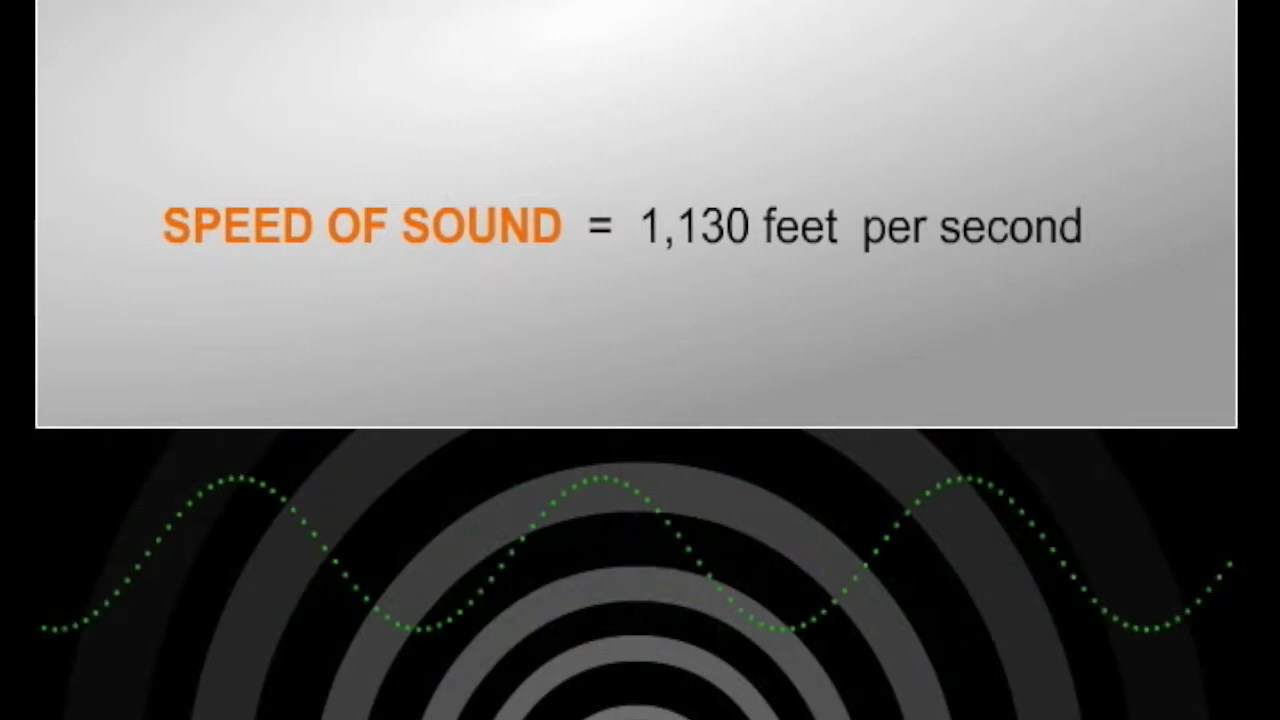 SPEED OF SOUND = 1,130 feet per second